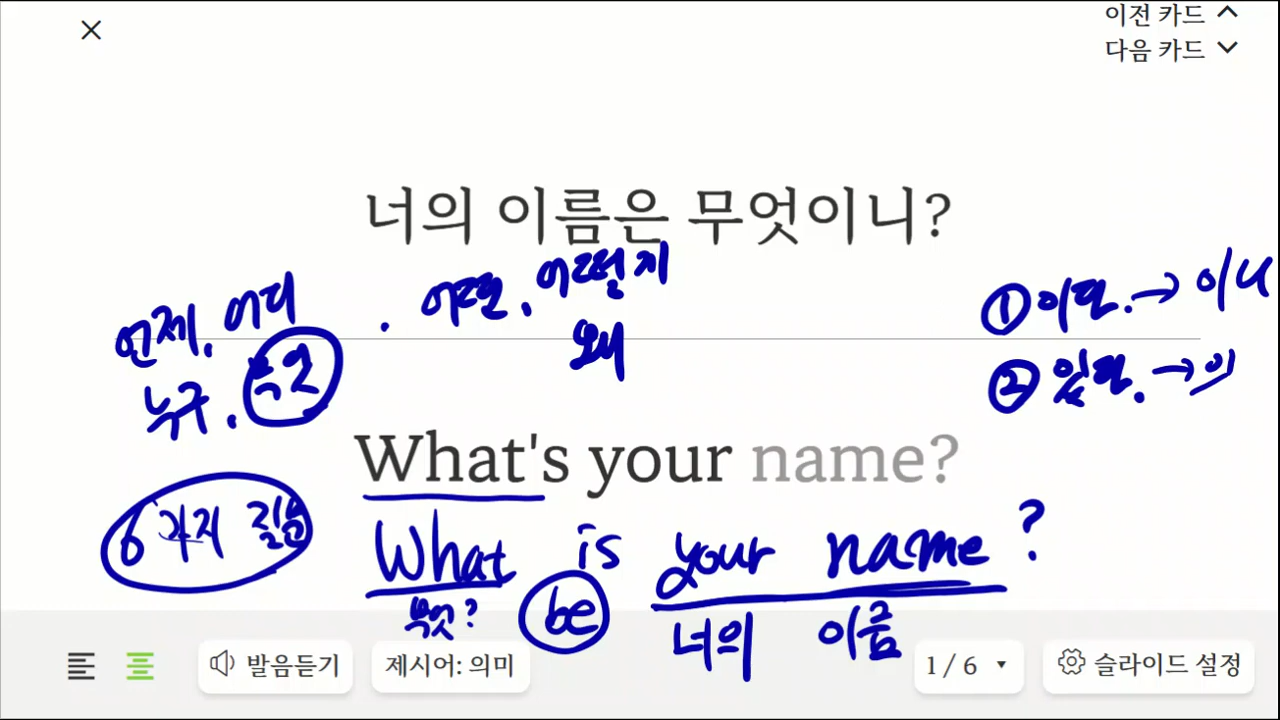 이전 카드
다음 카드
너의 이름은 무엇이니?
언제, 어디
. 어떤, 어떻지
왜
누구, 무엇
① 이다. → 이니
② 있다. →
What's your name?
6가지 질문
What is your name?
무엇? be 너의 이름
발음듣기
제시어: 의미
1 / 6
슬라이드 설정